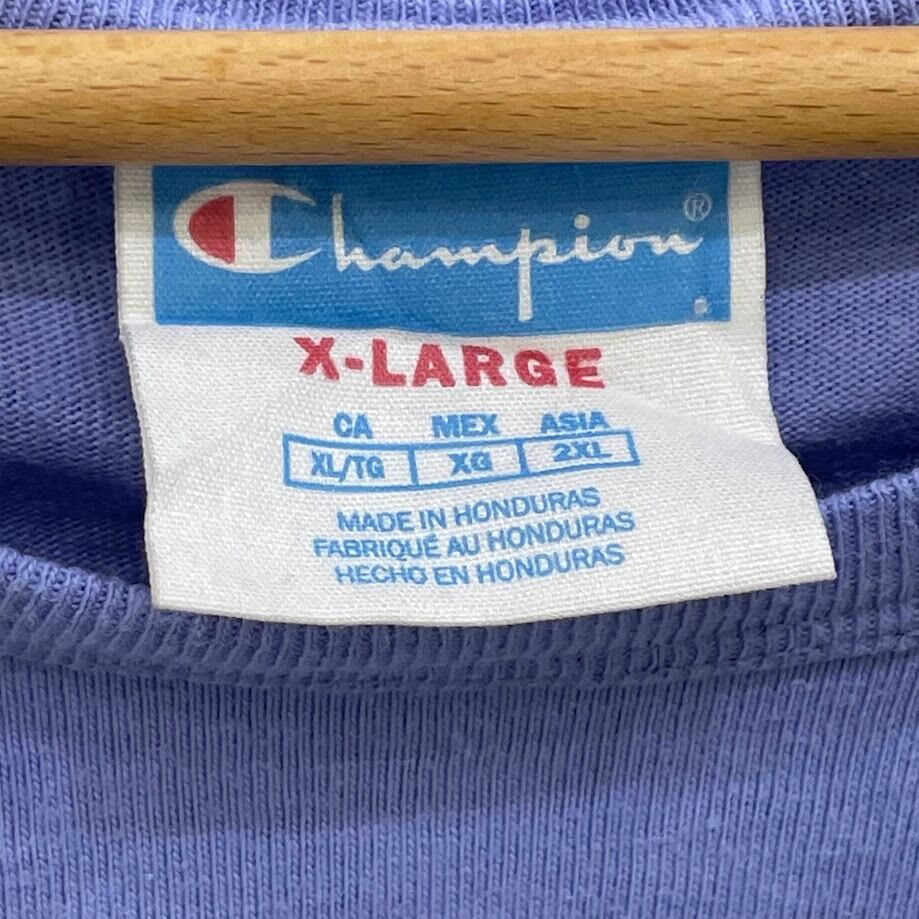 Champion®
X-LARGE
CA MEX ASIA
XL/TG XG 2XL
MADE IN HONDURAS
FABRIQUÉ AU HONDURAS
HECHO EN HONDURAS